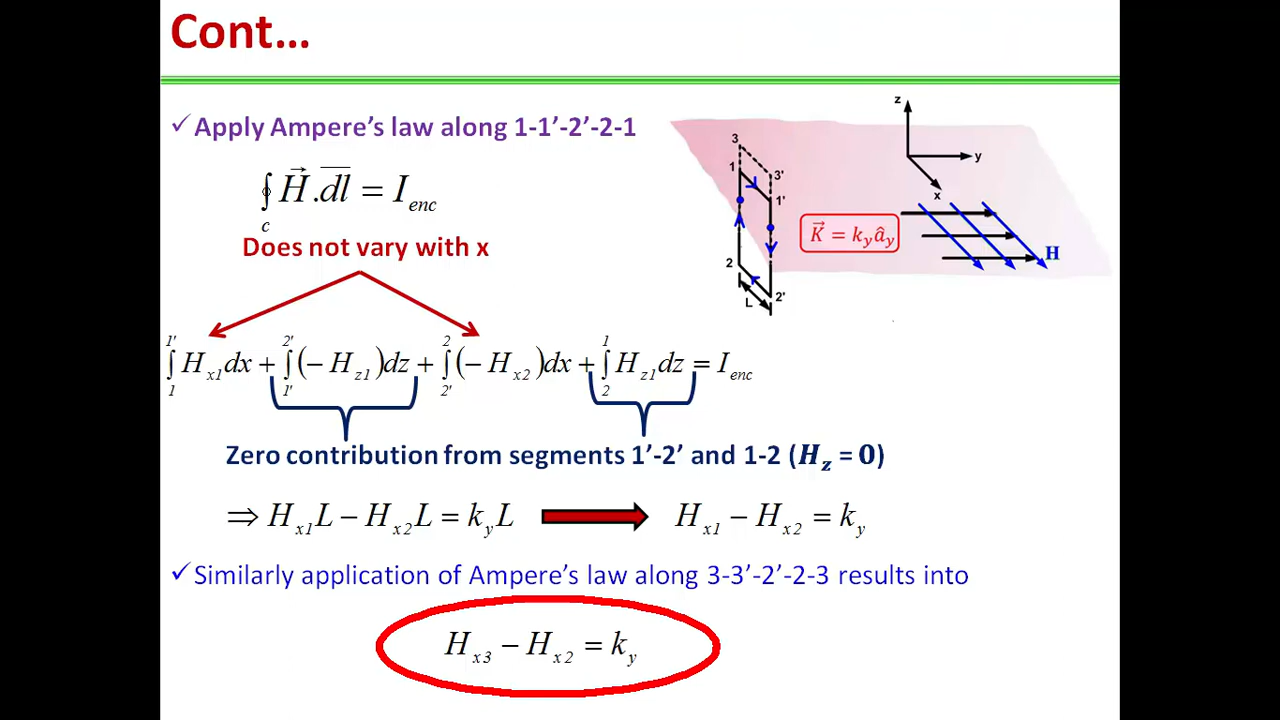 Cont…
✓ Apply Ampere’s law along 1-1’-2’-2-1
∮_c H⃗ . d̅l̅ = I_enc
Does not vary with x
∫_1^1' H_x1 dx + ∫_1'^2' (− H_z1) dz + ∫_2'^2 (− H_x2) dx + ∫_2^1 H_z1 dz = I_enc
Zero contribution from segments 1’-2’ and 1-2 (H_z = 0)
⇒ H_x1 L − H_x2 L = k_y L
H_x1 − H_x2 = k_y
✓ Similarly application of Ampere’s law along 3-3’-2’-2-3 results into
H_x3 − H_x2 = k_y
z
y
x
3
3'
1
1'
K⃗ = k_y â_y
H
2
2'
L